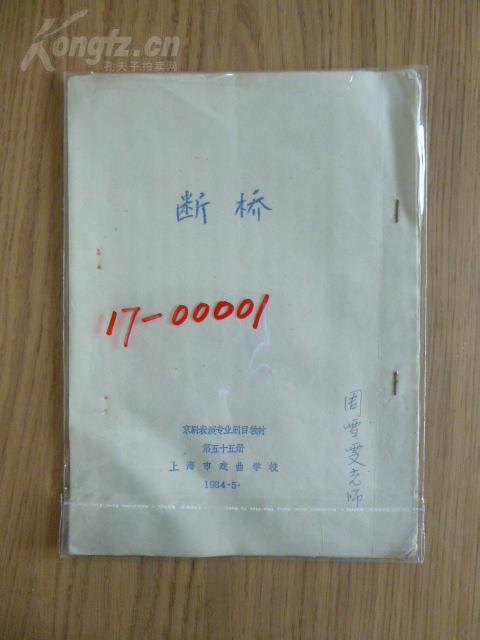 Kongfz.cn
孔夫子拍卖网
断桥
17-00001
京剧表演专业剧目教材
第五十五册
上海市戏曲学校
1984·5·
周雪雯老师